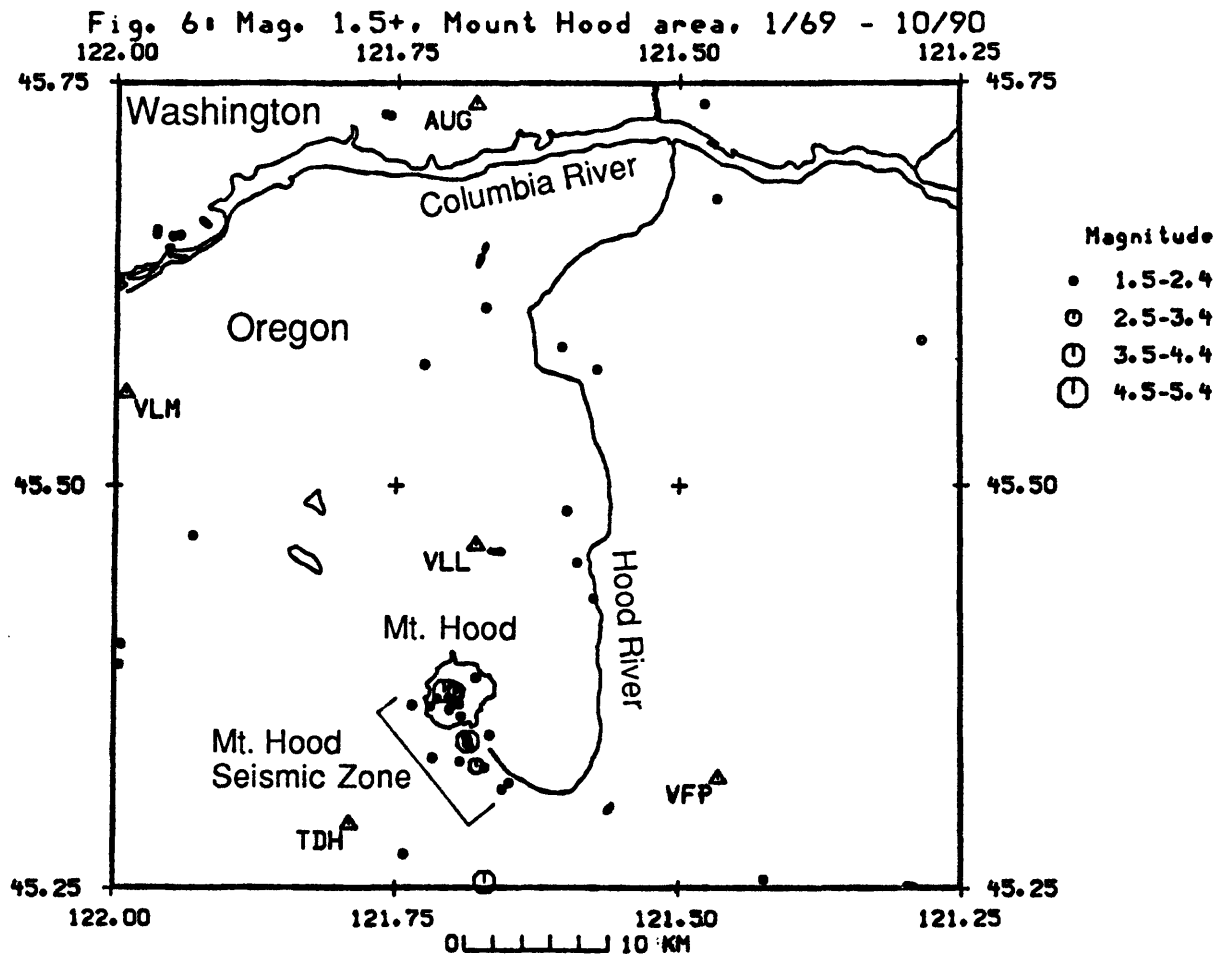 Fig. 6: Mag. 1.5+, Mount Hood area, 1/69 - 10/90
122.00 121.75 121.50 121.25
45.75 45.75
Washington
AUG
Columbia River
Magnitude
1.5-2.4
2.5-3.4
3.5-4.4
4.5-5.4
Oregon
VLM
45.50 45.50
VLL
Hood River
Mt. Hood
Mt. Hood
Seismic Zone
VFP
TDH
45.25 45.25
122.00 121.75 121.50 121.25
0 10 KM